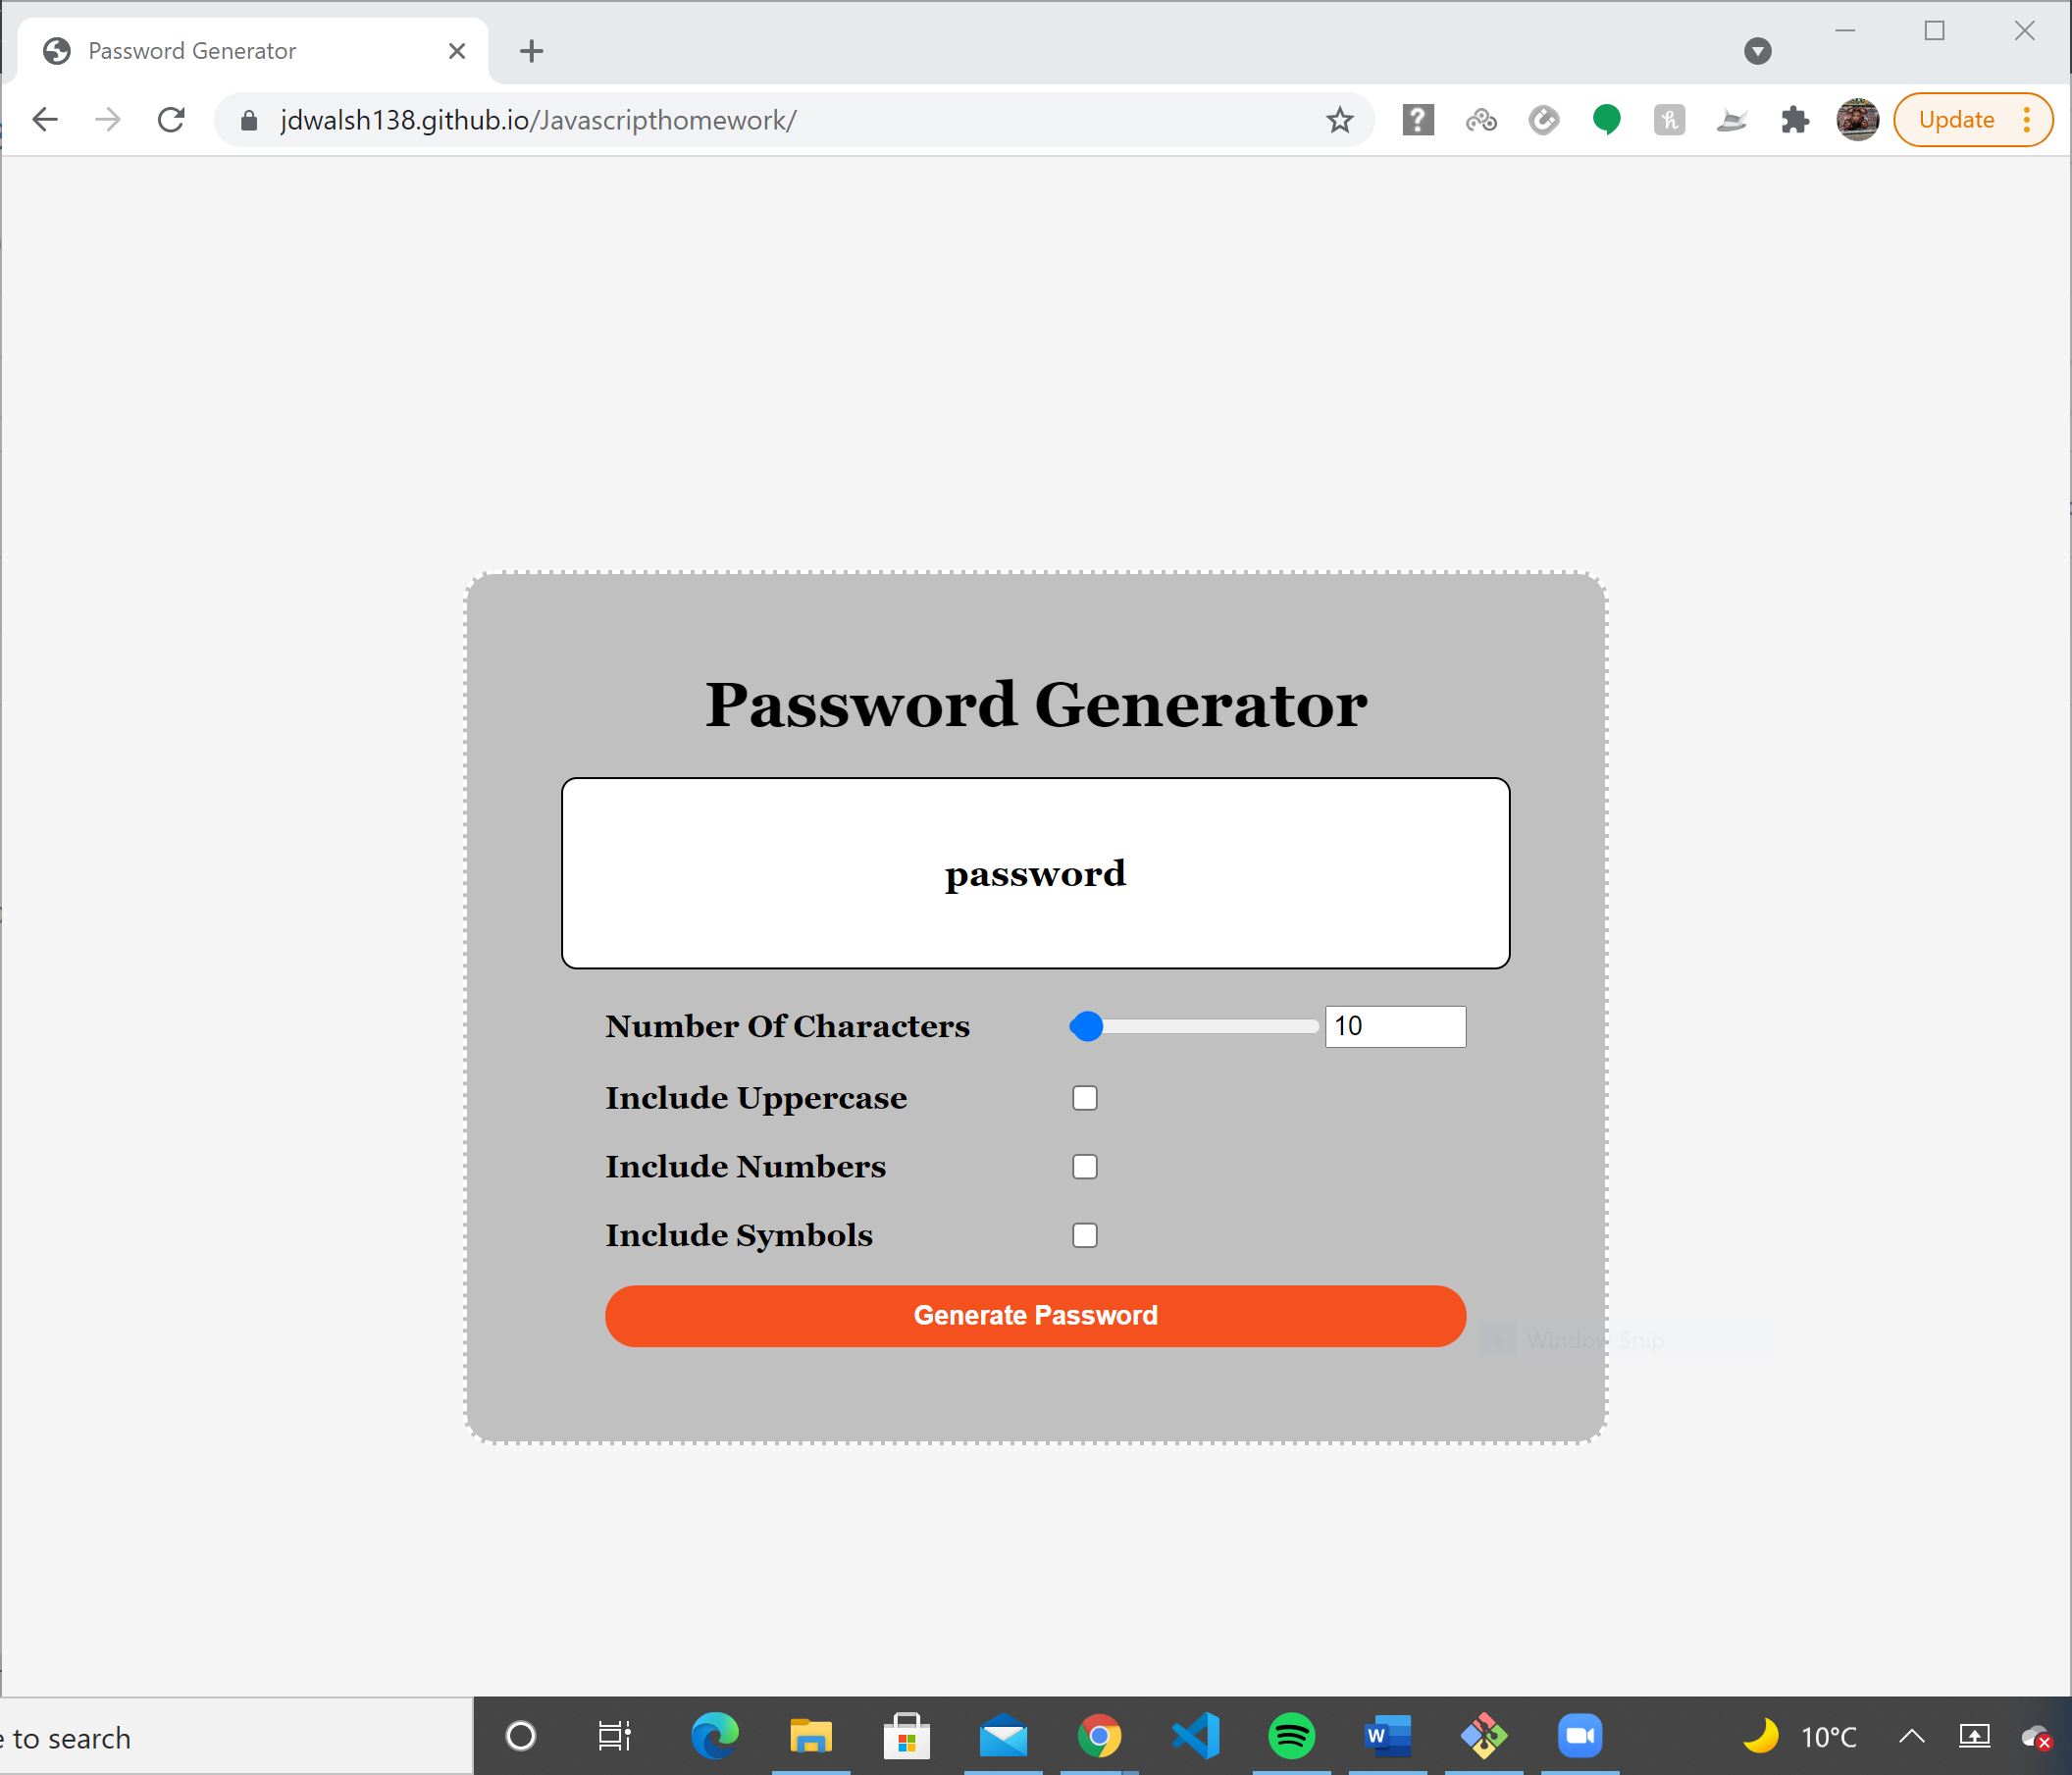 Password Generator
jdwalsh138.github.io/Javascripthomework/
Update
Password Generator
password
Number Of Characters 10
Include Uppercase
Include Numbers
Include Symbols
Generate Password
Window Snip
e to search
10°C